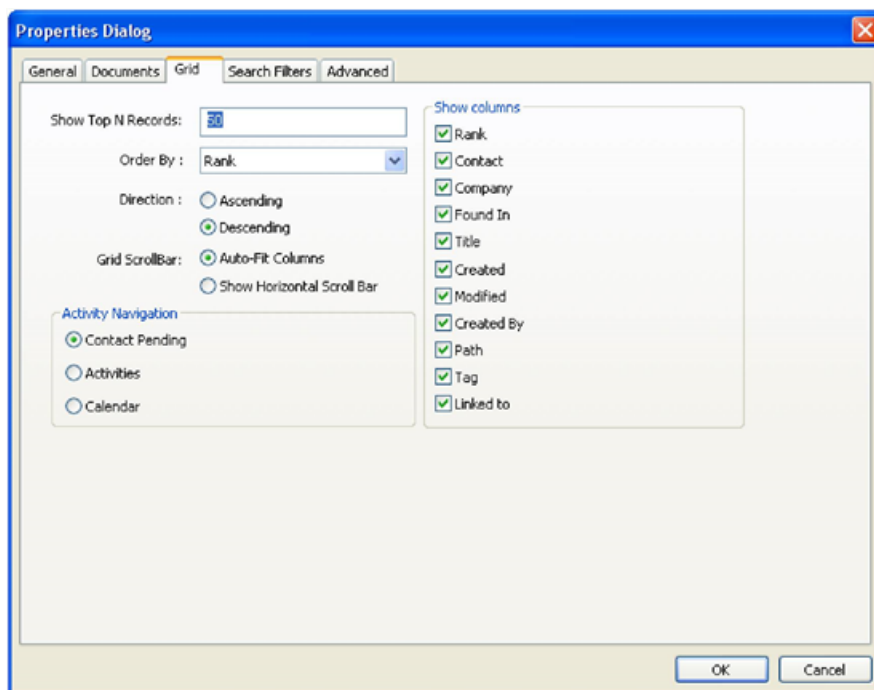 Properties Dialog
General Documents Grid Search Filters Advanced
Show Top N Records: 50
Order By : Rank
Direction : Ascending
Descending
Grid ScrollBar: Auto-Fit Columns
Show Horizontal Scroll Bar
Activity Navigation
Contact Pending
Activities
Calendar
Show columns
Rank
Contact
Company
Found In
Title
Created
Modified
Created By
Path
Tag
Linked to
OK Cancel